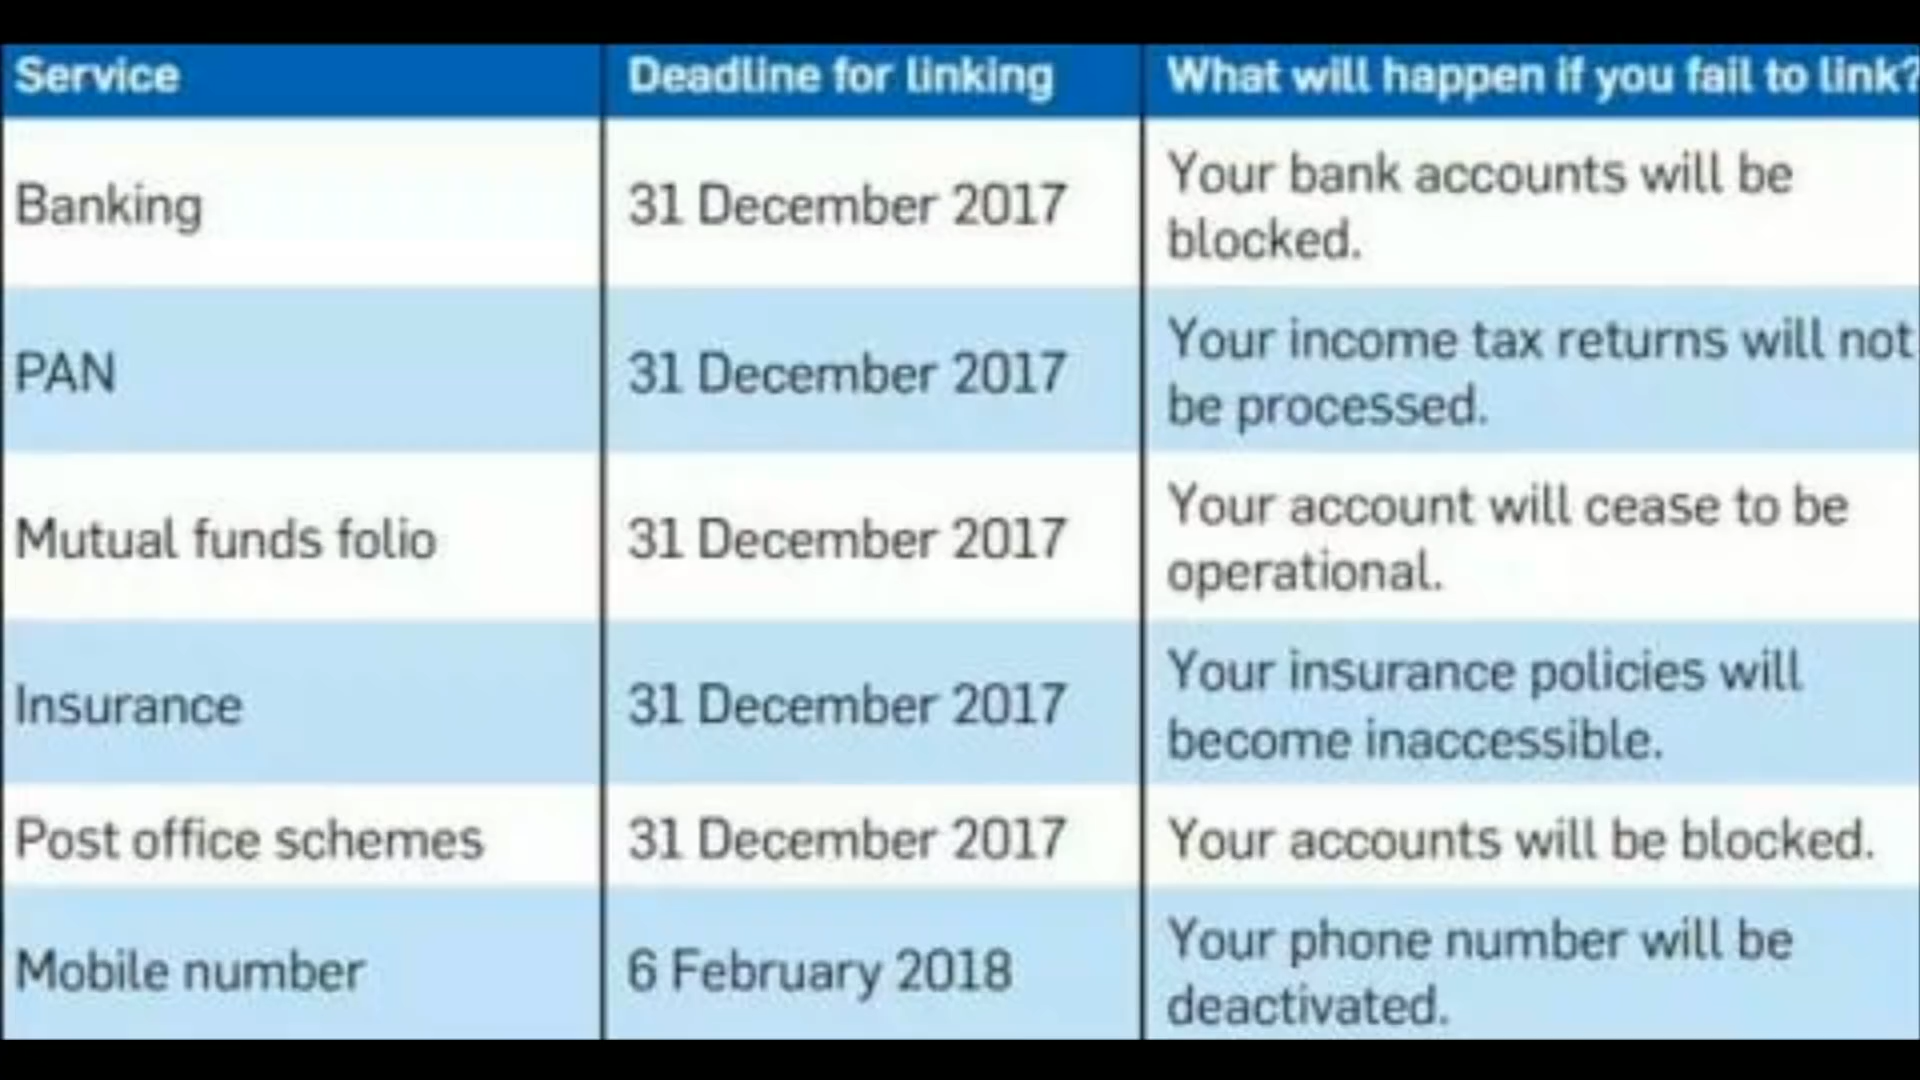 Service
Deadline for linking
What will happen if you fail to link?
Banking
31 December 2017
Your bank accounts will be
blocked.
PAN
31 December 2017
Your income tax returns will not
be processed.
Mutual funds folio
31 December 2017
Your account will cease to be
operational.
Insurance
31 December 2017
Your insurance policies will
become inaccessible.
Post office schemes
31 December 2017
Your accounts will be blocked.
Mobile number
6 February 2018
Your phone number will be
deactivated.